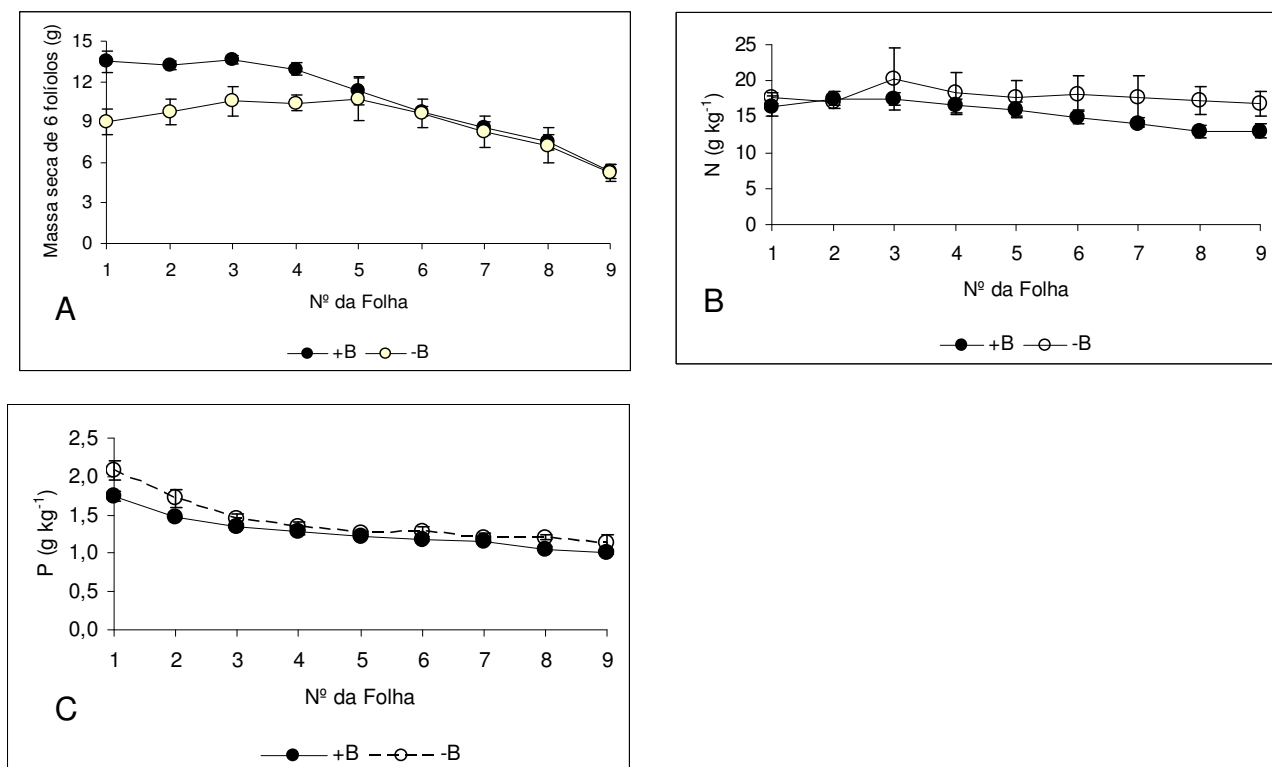 Massa seca de 6 folíolos (g)
15
12
9
6
3
0
1 2 3 4 5 6 7 8 9
Nº da Folha
A
+B -B
N (g kg-1)
25
20
15
10
5
0
1 2 3 4 5 6 7 8 9
Nº da Folha
B
+B -B
P (g kg-1)
2,5
2,0
1,5
1,0
0,5
0,0
1 2 3 4 5 6 7 8 9
Nº da Folha
C
+B -B